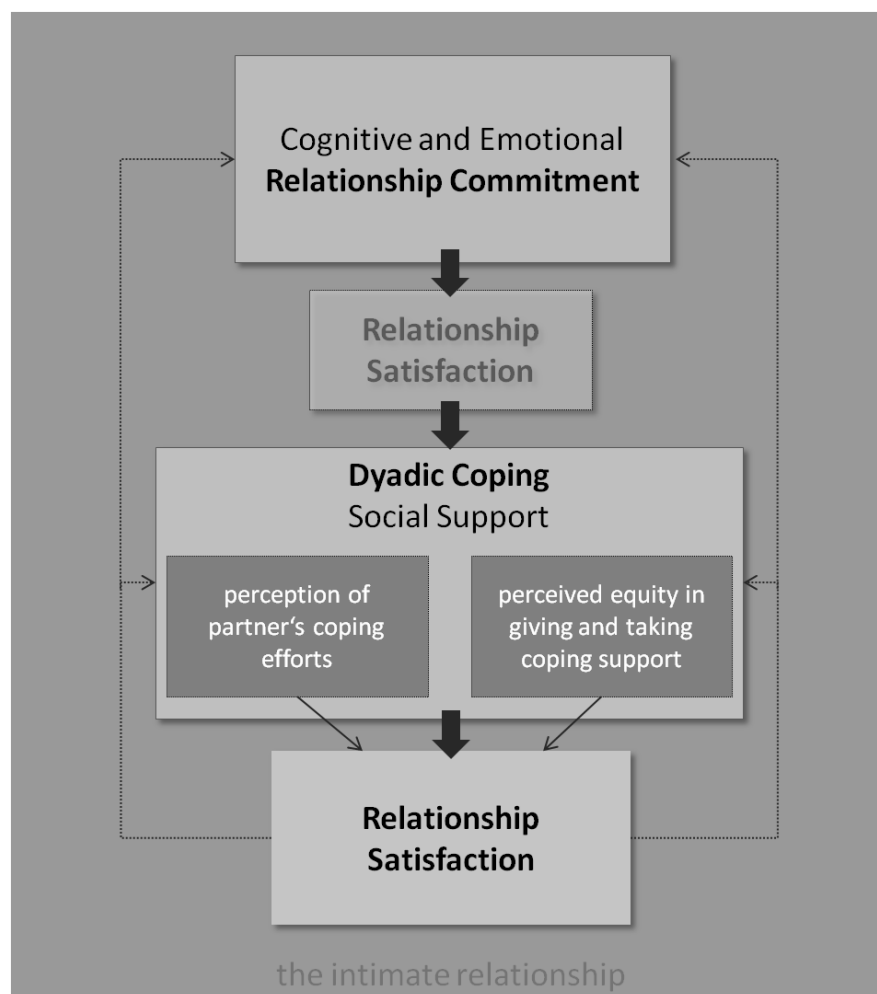 Cognitive and Emotional
Relationship Commitment
Relationship
Satisfaction
Dyadic Coping
Social Support
perception of
partner‘s coping
efforts
perceived equity in
giving and taking
coping support
Relationship
Satisfaction
the intimate relationship